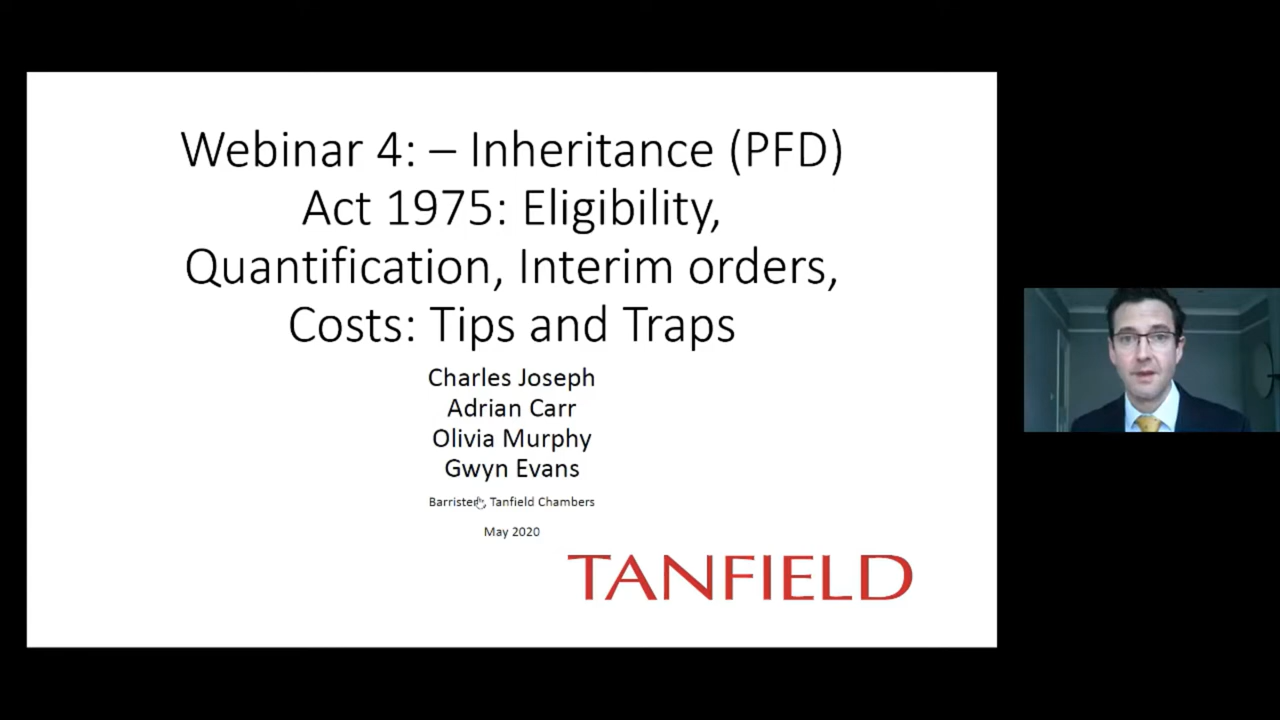 Webinar 4: – Inheritance (PFD)
Act 1975: Eligibility,
Quantification, Interim orders,
Costs: Tips and Traps
Charles Joseph
Adrian Carr
Olivia Murphy
Gwyn Evans
Barristers, Tanfield Chambers
May 2020
TANFIELD